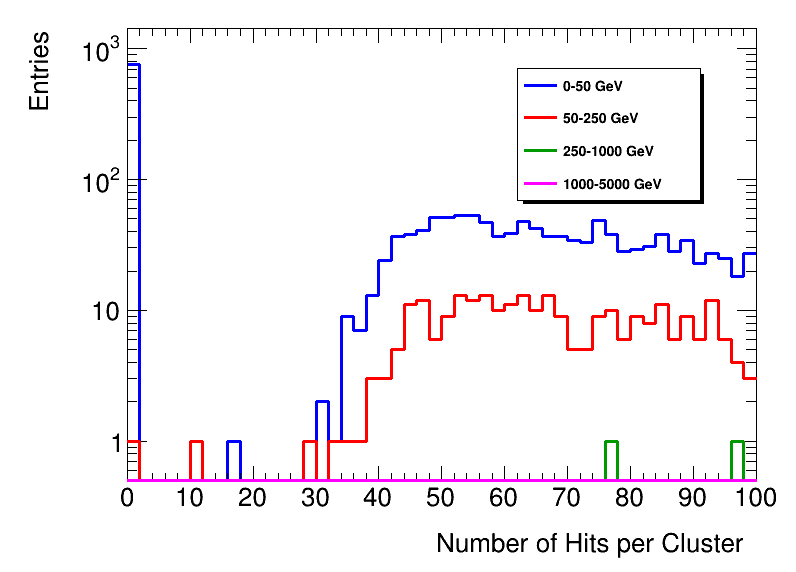 Entries
10³
10²
10
1
0-50 GeV
50-250 GeV
250-1000 GeV
1000-5000 GeV
0 10 20 30 40 50 60 70 80 90 100
Number of Hits per Cluster